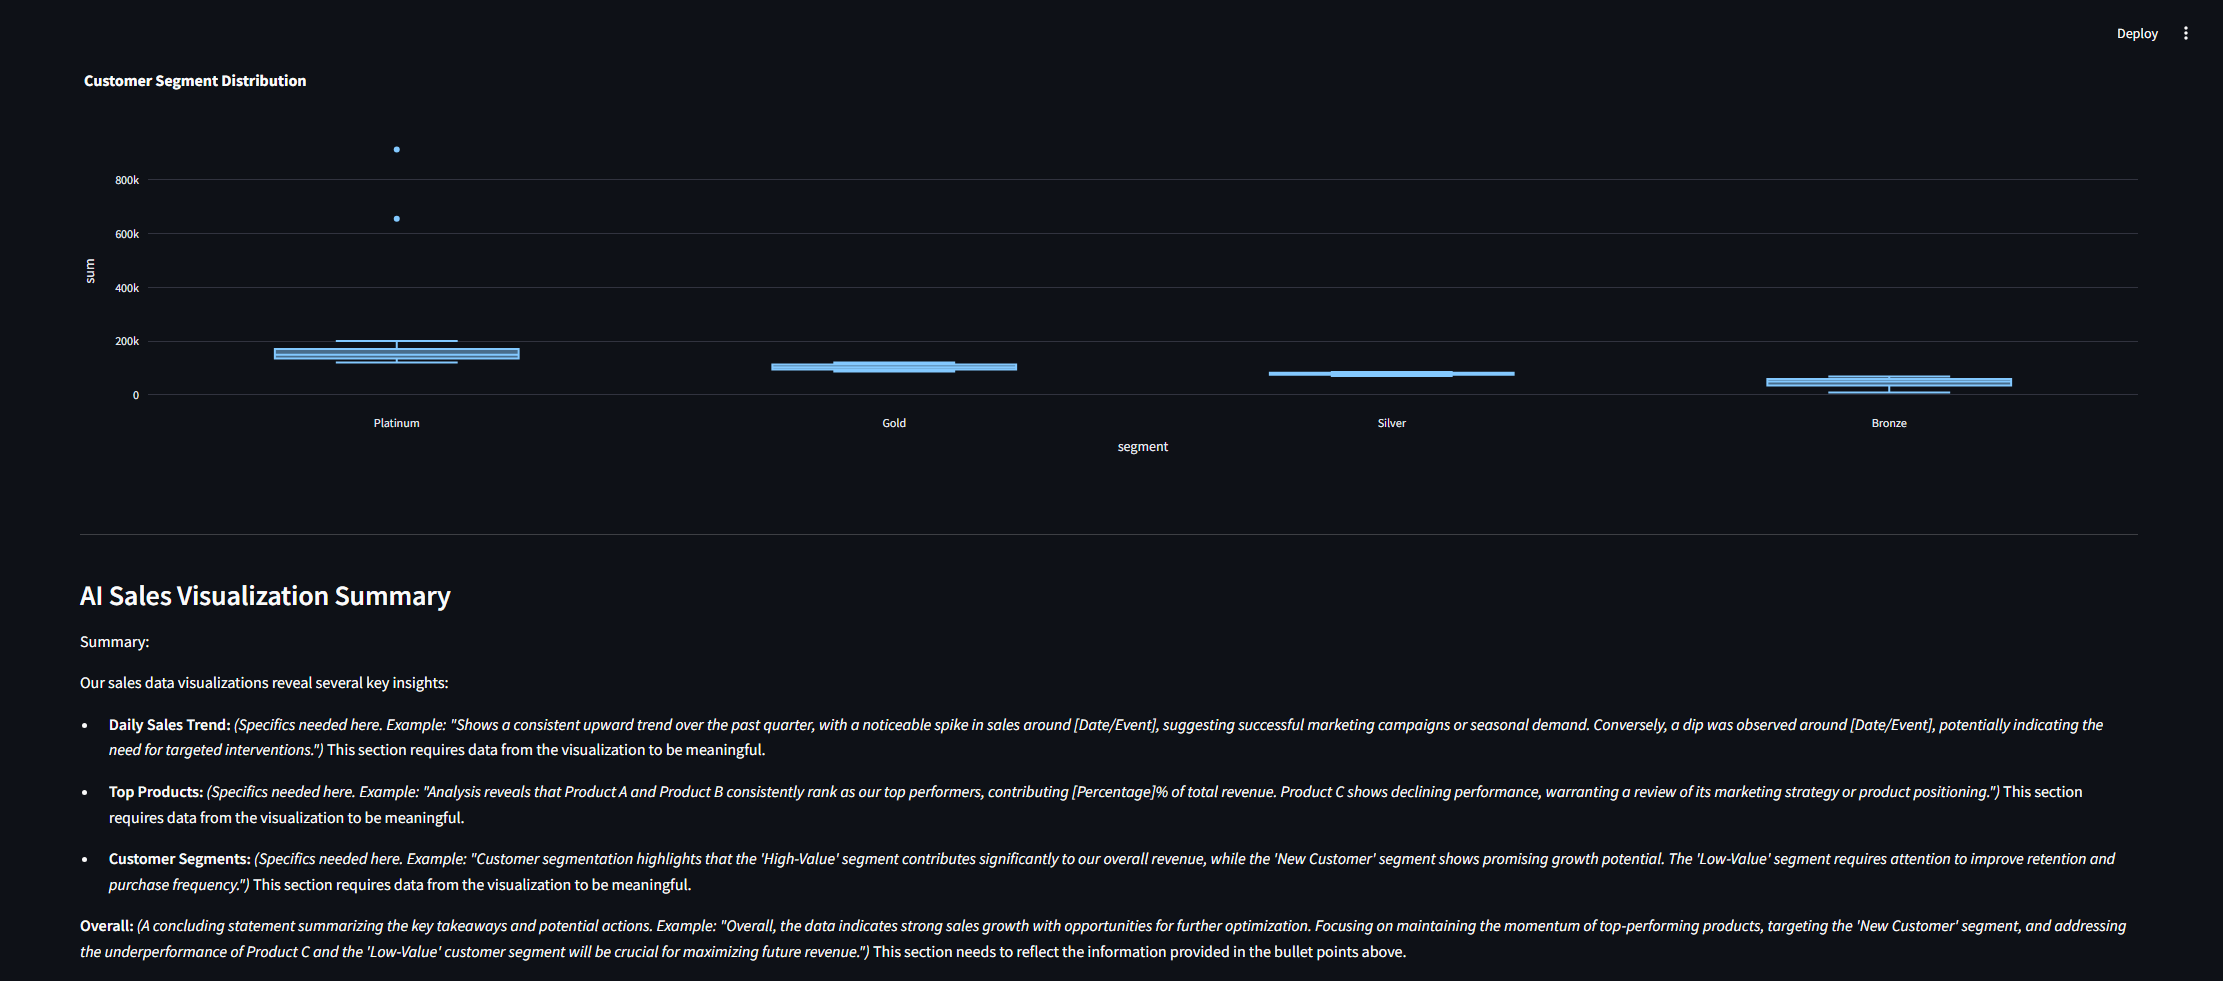 Deploy
Customer Segment Distribution
800k
600k
400k
200k
0
sum
Platinum
Gold
Silver
Bronze
segment
AI Sales Visualization Summary
Summary:
Our sales data visualizations reveal several key insights:
• Daily Sales Trend: (Specifics needed here. Example: "Shows a consistent upward trend over the past quarter, with a noticeable spike in sales around [Date/Event], suggesting successful marketing campaigns or seasonal demand. Conversely, a dip was observed around [Date/Event], potentially indicating the
need for targeted interventions.") This section requires data from the visualization to be meaningful.
• Top Products: (Specifics needed here. Example: "Analysis reveals that Product A and Product B consistently rank as our top performers, contributing [Percentage]% of total revenue. Product C shows declining performance, warranting a review of its marketing strategy or product positioning.") This section
requires data from the visualization to be meaningful.
• Customer Segments: (Specifics needed here. Example: "Customer segmentation highlights that the 'High-Value' segment contributes significantly to our overall revenue, while the 'New Customer' segment shows promising growth potential. The 'Low-Value' segment requires attention to improve retention and
purchase frequency.") This section requires data from the visualization to be meaningful.
Overall: (A concluding statement summarizing the key takeaways and potential actions. Example: "Overall, the data indicates strong sales growth with opportunities for further optimization. Focusing on maintaining the momentum of top-performing products, targeting the 'New Customer' segment, and addressing
the underperformance of Product C and the 'Low-Value' customer segment will be crucial for maximizing future revenue.") This section needs to reflect the information provided in the bullet points above.